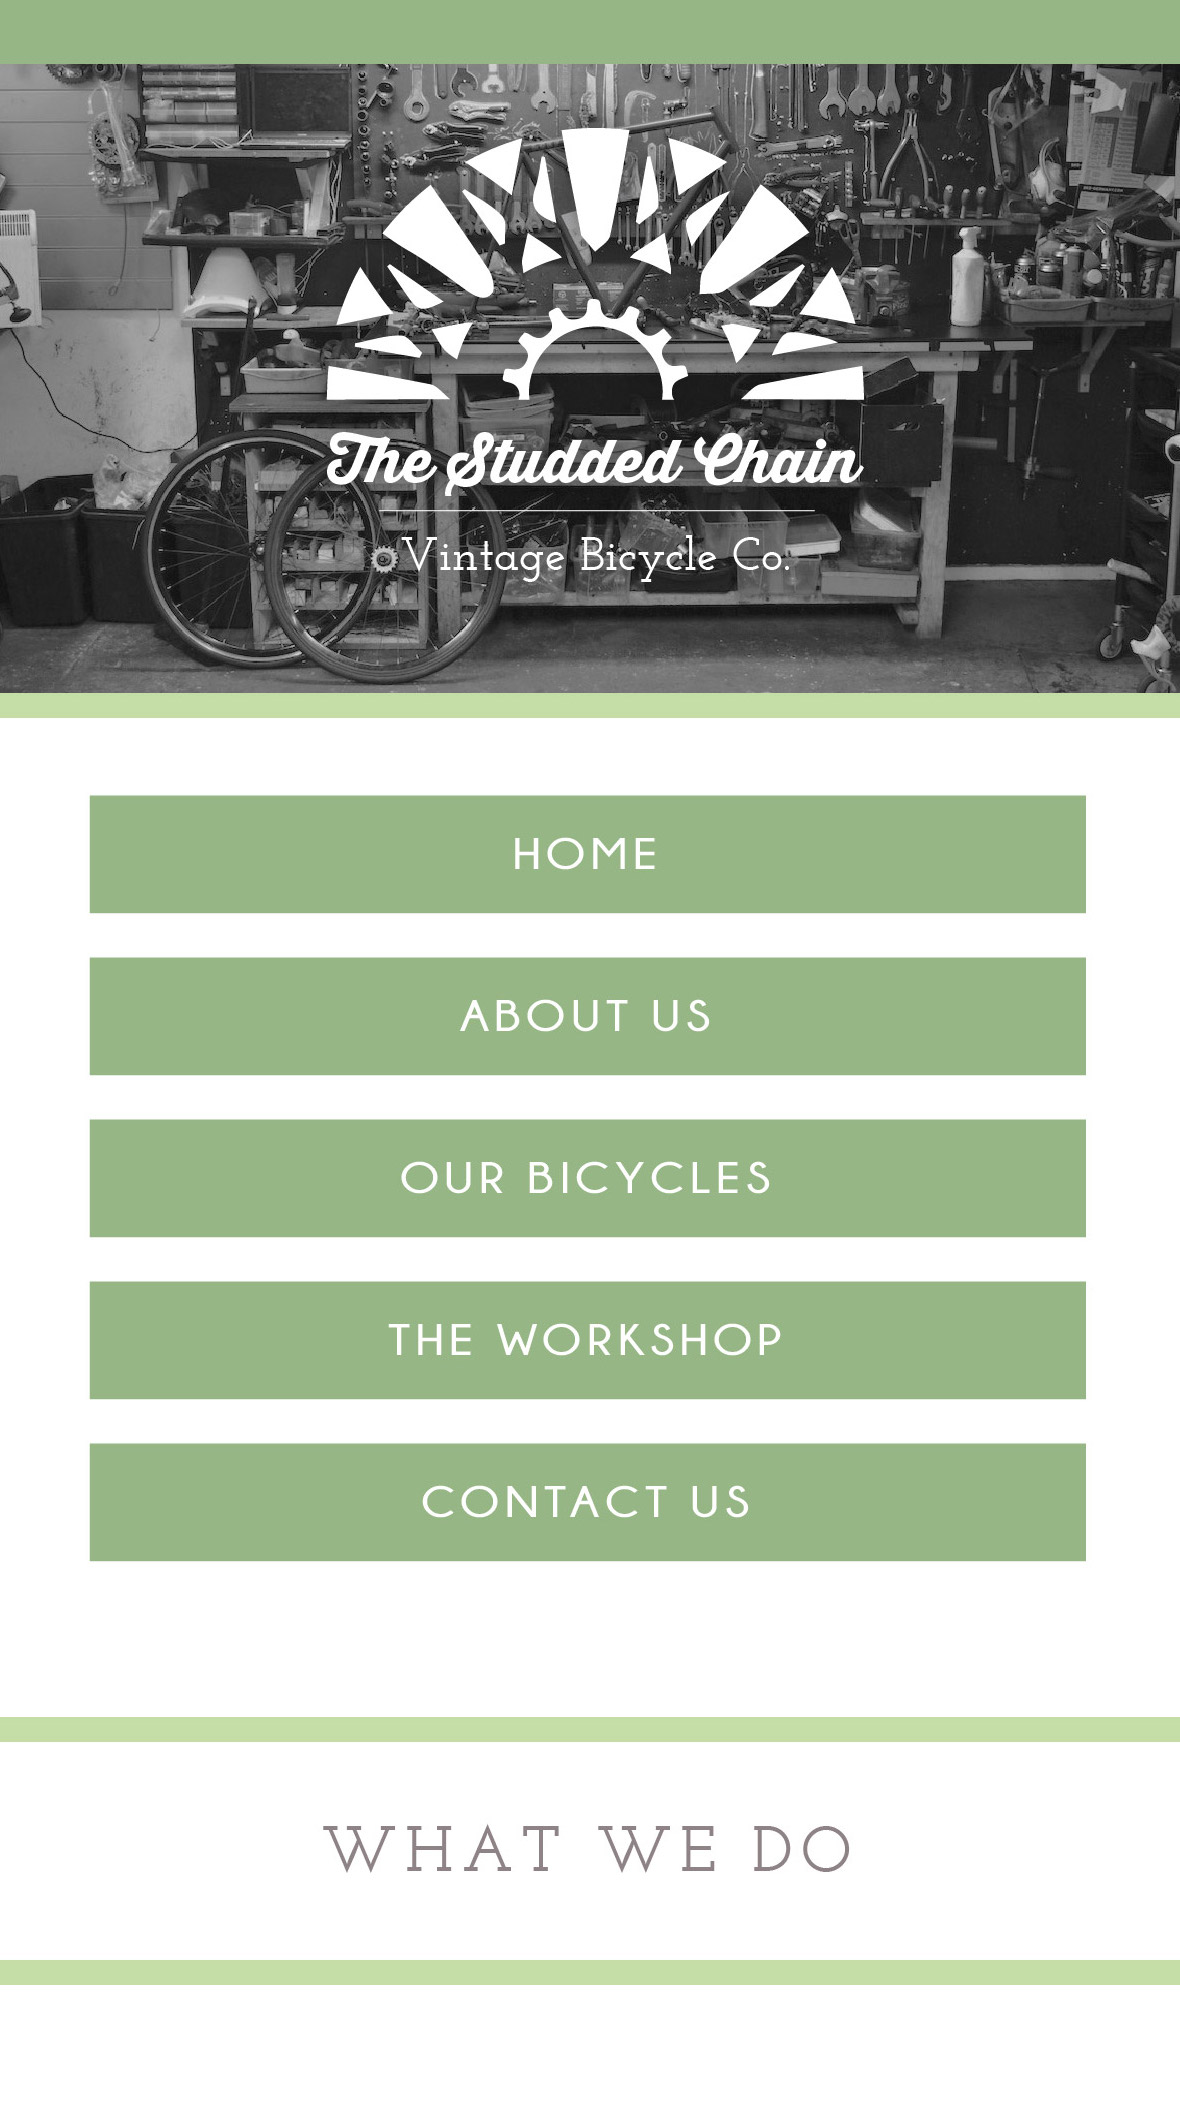 The Studded Chain
Vintage Bicycle Co.
HOME
ABOUT US
OUR BICYCLES
THE WORKSHOP
CONTACT US
WHAT WE DO